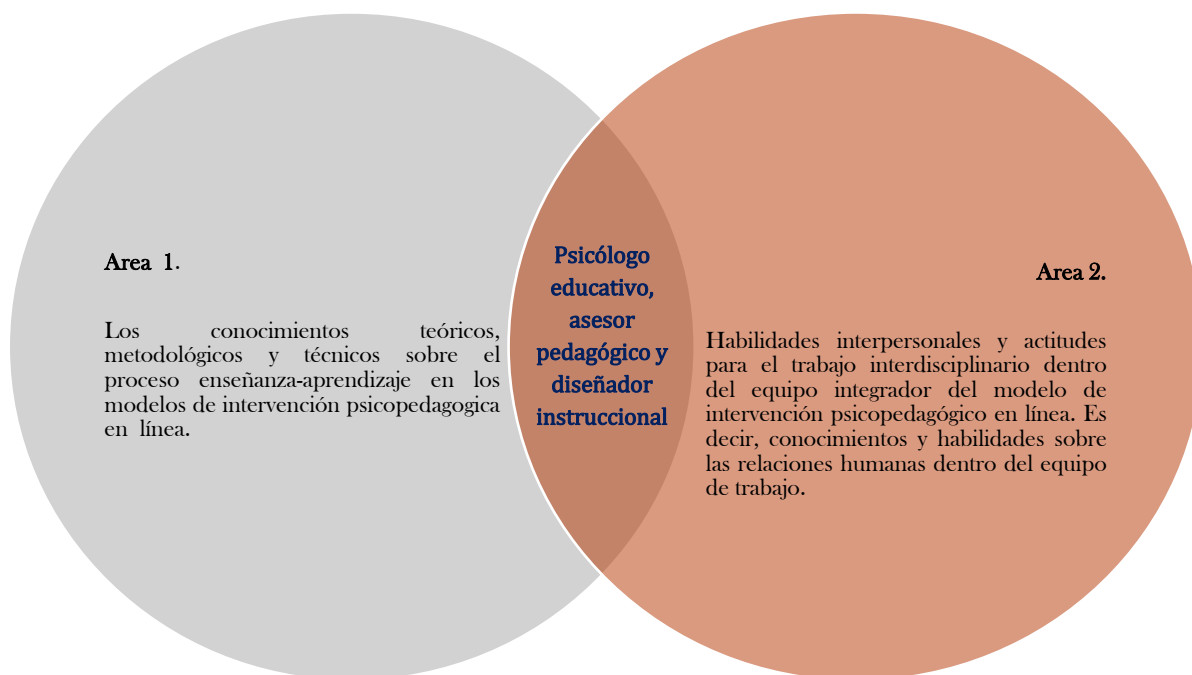 Area 1.
Los conocimientos teóricos,
metodológicos y técnicos sobre el
proceso enseñanza-aprendizaje en los
modelos de intervención psicopedagogica
en línea.
Psicólogo
educativo,
asesor
pedagógico y
diseñador
instruccional
Area 2.
Habilidades interpersonales y actitudes
para el trabajo interdisciplinario dentro
del equipo integrador del modelo de
intervención psicopedagógico en línea. Es
decir, conocimientos y habilidades sobre
las relaciones humanas dentro del equipo
de trabajo.